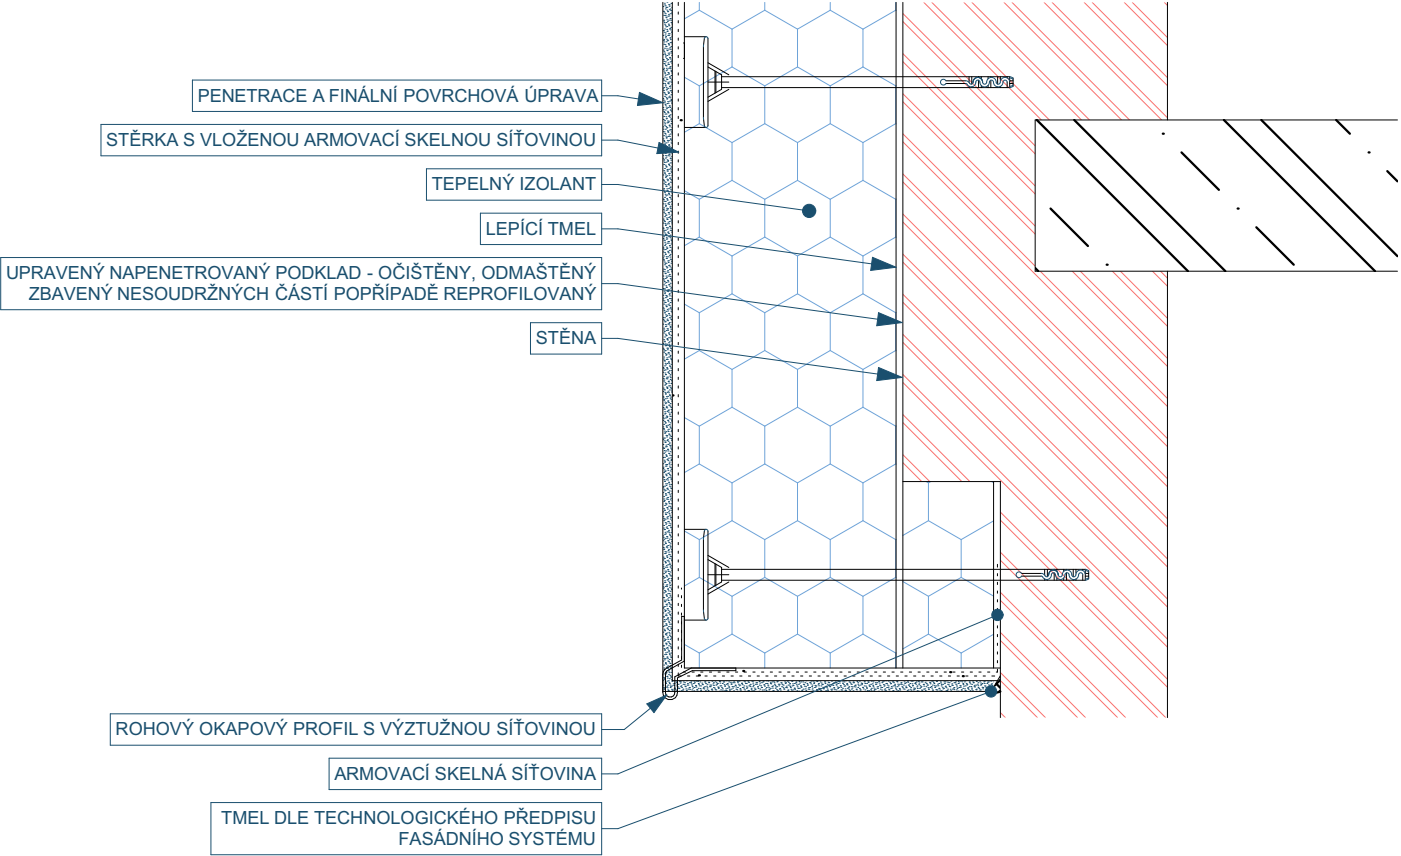 PENETRACE A FINÁLNÍ POVRCHOVÁ ÚPRAVA
STĚRKA S VLOŽENOU ARMOVACÍ SKELNOU SÍŤOVINOU
TEPELNÝ IZOLANT
LEPÍCÍ TMEL
UPRAVENÝ NAPENETROVANÝ PODKLAD - OČIŠTĚNY, ODMAŠTĚNÝ
ZBAVENÝ NESOUDRŽNÝCH ČÁSTÍ POPŘÍPADĚ REPROFILOVANÝ
STĚNA
ROHOVÝ OKAPOVÝ PROFIL S VÝZTUŽNOU SÍŤOVINOU
ARMOVACÍ SKELNÁ SÍŤOVINA
TMEL DLE TECHNOLOGICKÉHO PŘEDPISU
FASÁDNÍHO SYSTÉMU